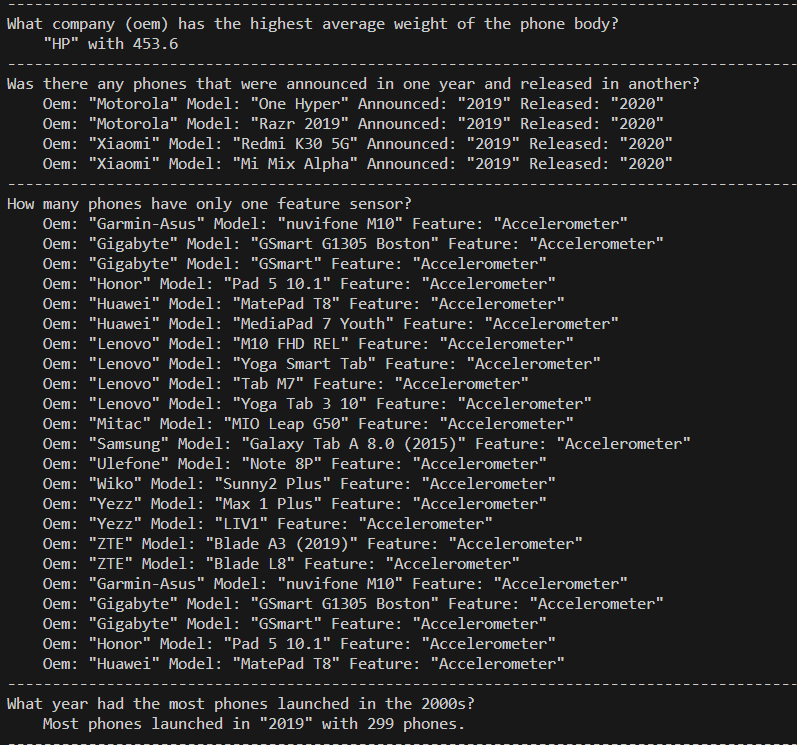 --------------------------------------------------------------------------------
What company (oem) has the highest average weight of the phone body?
    "HP" with 453.6
--------------------------------------------------------------------------------
Was there any phones that were announced in one year and released in another?
    Oem: "Motorola" Model: "One Hyper" Announced: "2019" Released: "2020"
    Oem: "Motorola" Model: "Razr 2019" Announced: "2019" Released: "2020"
    Oem: "Xiaomi" Model: "Redmi K30 5G" Announced: "2019" Released: "2020"
    Oem: "Xiaomi" Model: "Mi Mix Alpha" Announced: "2019" Released: "2020"
--------------------------------------------------------------------------------
How many phones have only one feature sensor?
    Oem: "Garmin-Asus" Model: "nuvifone M10" Feature: "Accelerometer"
    Oem: "Gigabyte" Model: "GSmart G1305 Boston" Feature: "Accelerometer"
    Oem: "Gigabyte" Model: "GSmart" Feature: "Accelerometer"
    Oem: "Honor" Model: "Pad 5 10.1" Feature: "Accelerometer"
    Oem: "Huawei" Model: "MatePad T8" Feature: "Accelerometer"
    Oem: "Huawei" Model: "MediaPad 7 Youth" Feature: "Accelerometer"
    Oem: "Lenovo" Model: "M10 FHD REL" Feature: "Accelerometer"
    Oem: "Lenovo" Model: "Yoga Smart Tab" Feature: "Accelerometer"
    Oem: "Lenovo" Model: "Tab M7" Feature: "Accelerometer"
    Oem: "Lenovo" Model: "Yoga Tab 3 10" Feature: "Accelerometer"
    Oem: "Mitac" Model: "MIO Leap G50" Feature: "Accelerometer"
    Oem: "Samsung" Model: "Galaxy Tab A 8.0 (2015)" Feature: "Accelerometer"
    Oem: "Ulefone" Model: "Note 8P" Feature: "Accelerometer"
    Oem: "Wiko" Model: "Sunny2 Plus" Feature: "Accelerometer"
    Oem: "Yezz" Model: "Max 1 Plus" Feature: "Accelerometer"
    Oem: "Yezz" Model: "LIV1" Feature: "Accelerometer"
    Oem: "ZTE" Model: "Blade A3 (2019)" Feature: "Accelerometer"
    Oem: "ZTE" Model: "Blade L8" Feature: "Accelerometer"
    Oem: "Garmin-Asus" Model: "nuvifone M10" Feature: "Accelerometer"
    Oem: "Gigabyte" Model: "GSmart G1305 Boston" Feature: "Accelerometer"
    Oem: "Gigabyte" Model: "GSmart" Feature: "Accelerometer"
    Oem: "Honor" Model: "Pad 5 10.1" Feature: "Accelerometer"
    Oem: "Huawei" Model: "MatePad T8" Feature: "Accelerometer"
--------------------------------------------------------------------------------
What year had the most phones launched in the 2000s?
    Most phones launched in "2019" with 299 phones.
--------------------------------------------------------------------------------